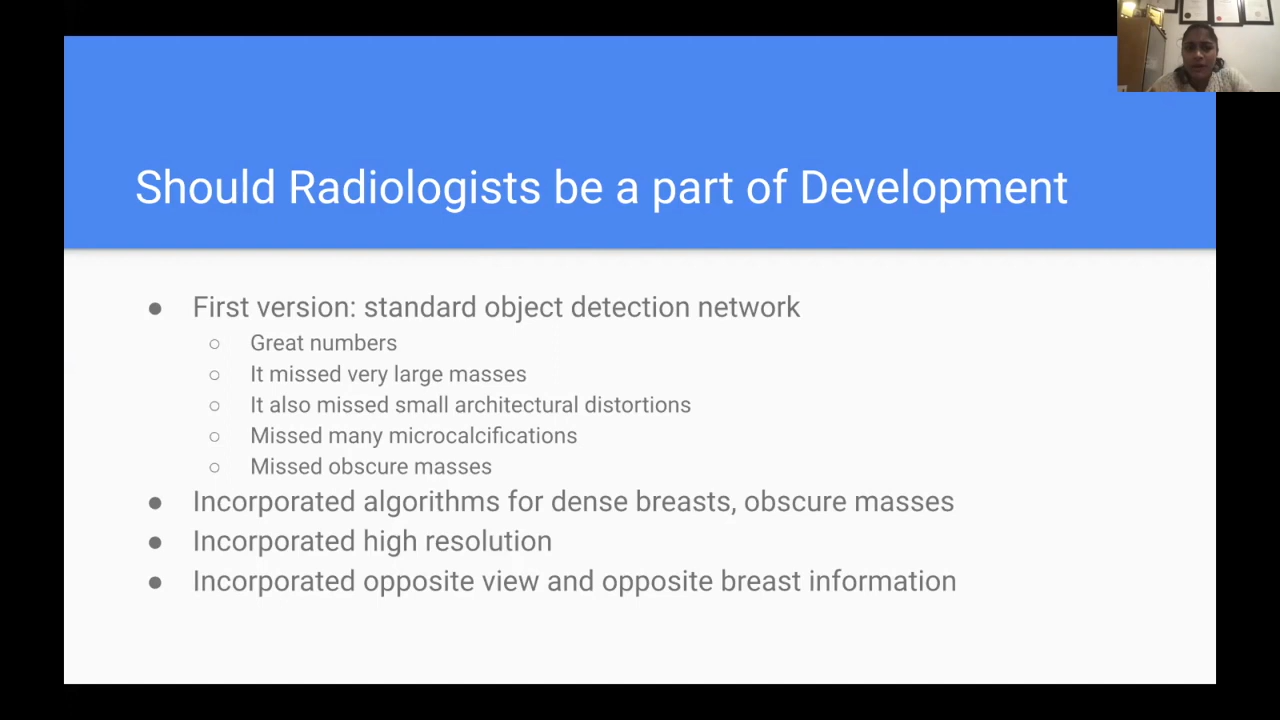 Should Radiologists be a part of Development
● First version: standard object detection network
○ Great numbers
○ It missed very large masses
○ It also missed small architectural distortions
○ Missed many microcalcifications
○ Missed obscure masses
● Incorporated algorithms for dense breasts, obscure masses
● Incorporated high resolution
● Incorporated opposite view and opposite breast information